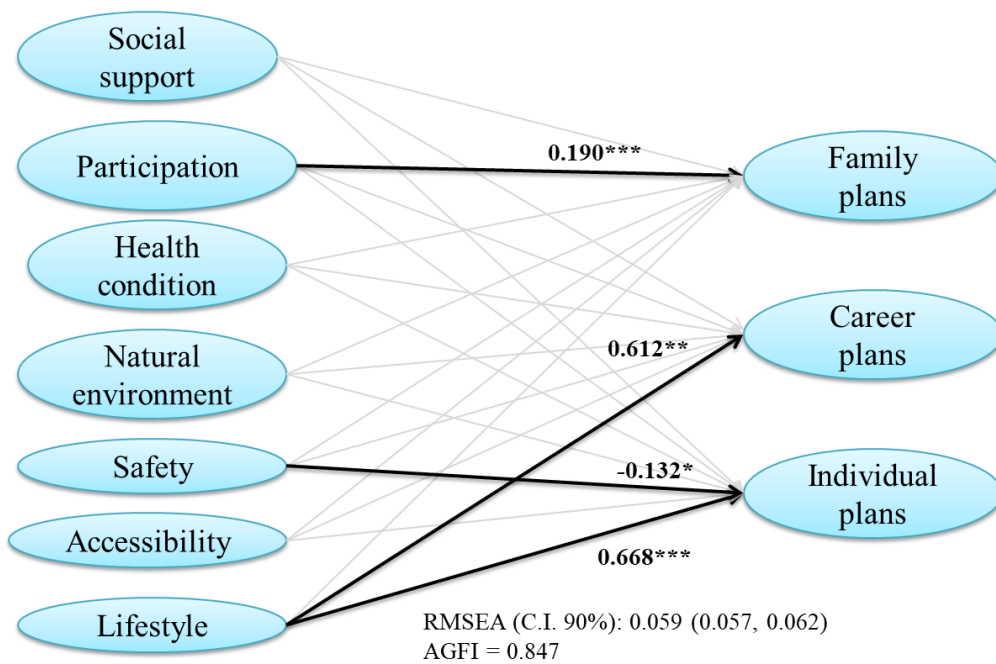 Social
support
Participation
Health
condition
Natural
environment
Safety
Accessibility
Lifestyle
0.190***
0.612**
-0.132*
0.668***
Family
plans
Career
plans
Individual
plans
RMSEA (C.I. 90%): 0.059 (0.057, 0.062)
AGFI = 0.847